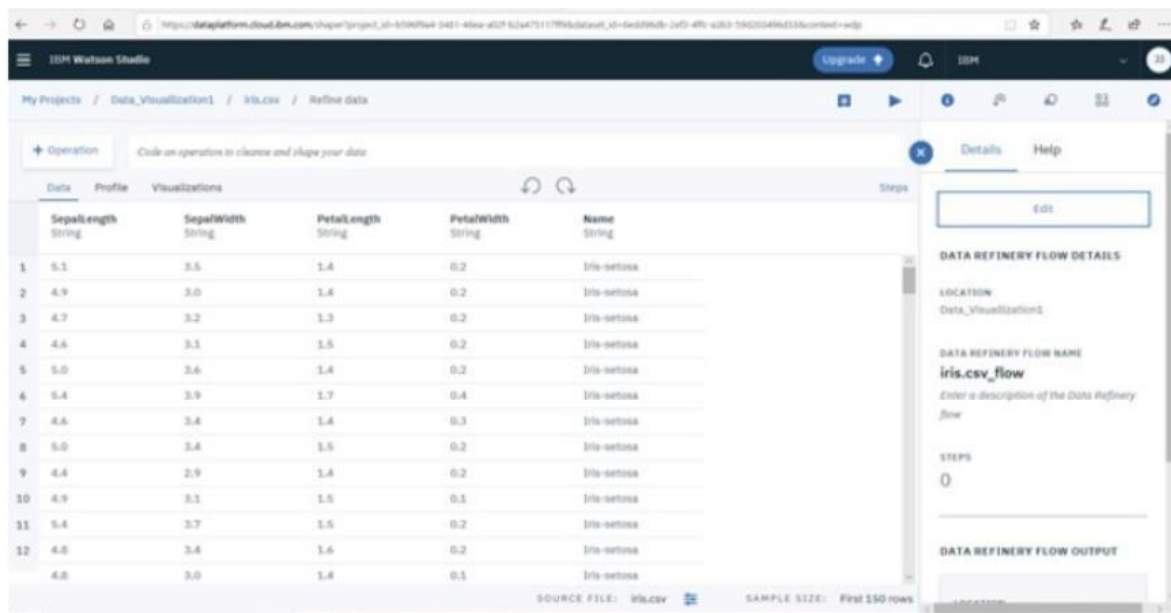 IBM Watson Studio
Upgrade
IBM
My Projects / Data_Visualization1 / iris.csv / Refine data
+ Operation
Code an operation to cleanse and shape your data
Data Profile Visualizations
Steps
SepalLength SepalWidth PetalLength PetalWidth Name
String String String String String
1 5.1 3.5 1.4 0.2 Iris-setosa
2 4.9 3.0 1.4 0.2 Iris-setosa
3 4.7 3.2 1.3 0.2 Iris-setosa
4 4.6 3.1 1.5 0.2 Iris-setosa
5 5.0 3.6 1.4 0.2 Iris-setosa
6 5.4 3.9 1.7 0.4 Iris-setosa
7 4.6 3.4 1.4 0.3 Iris-setosa
8 5.0 3.4 1.5 0.2 Iris-setosa
9 4.4 2.9 1.4 0.2 Iris-setosa
10 4.9 3.1 1.5 0.1 Iris-setosa
11 5.4 3.7 1.5 0.2 Iris-setosa
12 4.8 3.4 1.6 0.2 Iris-setosa
4.8 3.0 1.4 0.1 Iris-setosa
SOURCE FILE: iris.csv
SAMPLE SIZE: First 150 rows
Details Help
Edit
DATA REFINERY FLOW DETAILS
LOCATION
Data_Visualization1
DATA REFINERY FLOW NAME
iris.csv_flow
Enter a description of the Data Refinery
flow
STEPS
0
DATA REFINERY FLOW OUTPUT
LOCATION